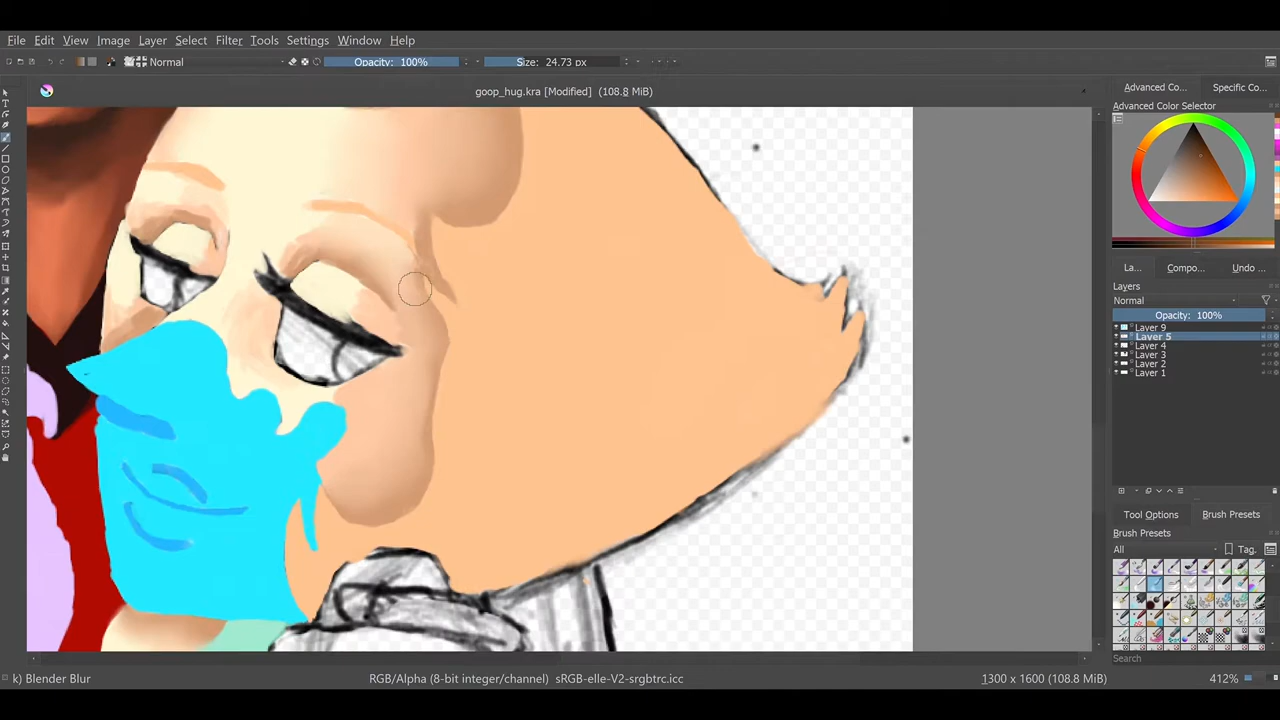 File Edit View Image Layer Select Filter Tools Settings Window Help
Normal Opacity: 100% Size: 24.73 px
goop_hug.kra [Modified] (108.8 MiB)
Advanced Co... Specific Co...
Advanced Color Selector
La... Compo... Undo ...
Layers
Normal
Opacity: 100%
Layer 9
Layer 5
Layer 4
Layer 3
Layer 2
Layer 1
Tool Options Brush Presets
Brush Presets
All Tag.
Search
k) Blender Blur RGB/Alpha (8-bit integer/channel) sRGB-elle-V2-srgbtrc.icc 1300 x 1600 (108.8 MiB) 412%